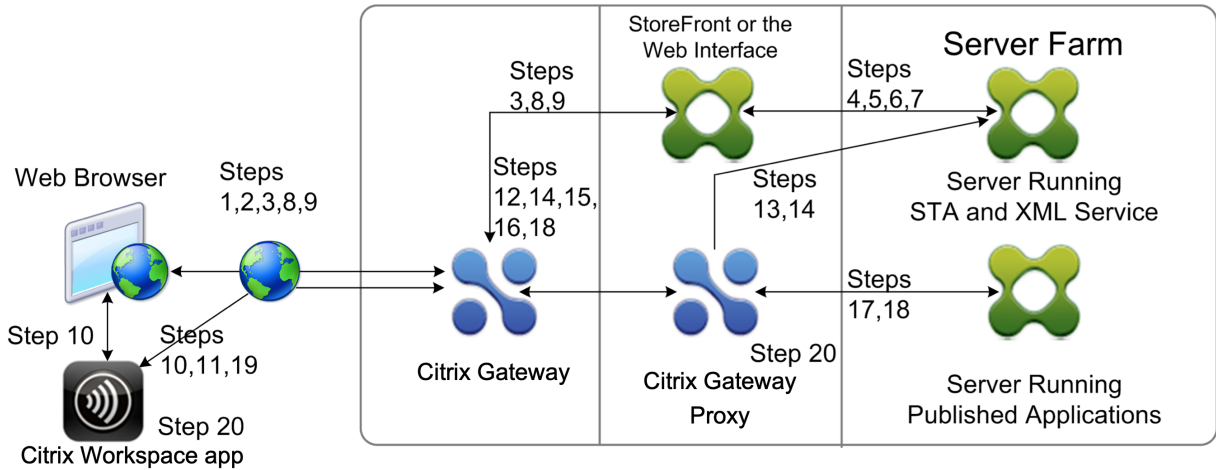 StoreFront or the
Web Interface
Server Farm
Steps
3,8,9
Steps
4,5,6,7
Web Browser
Steps
1,2,3,8,9
Steps
12,14,15,
16,18
Steps
13,14
Server Running
STA and XML Service
Steps
17,18
Step 10
Steps
10,11,19
Citrix Gateway
Step 20
Citrix Gateway
Proxy
Server Running
Published Applications
Step 20
Citrix Workspace app